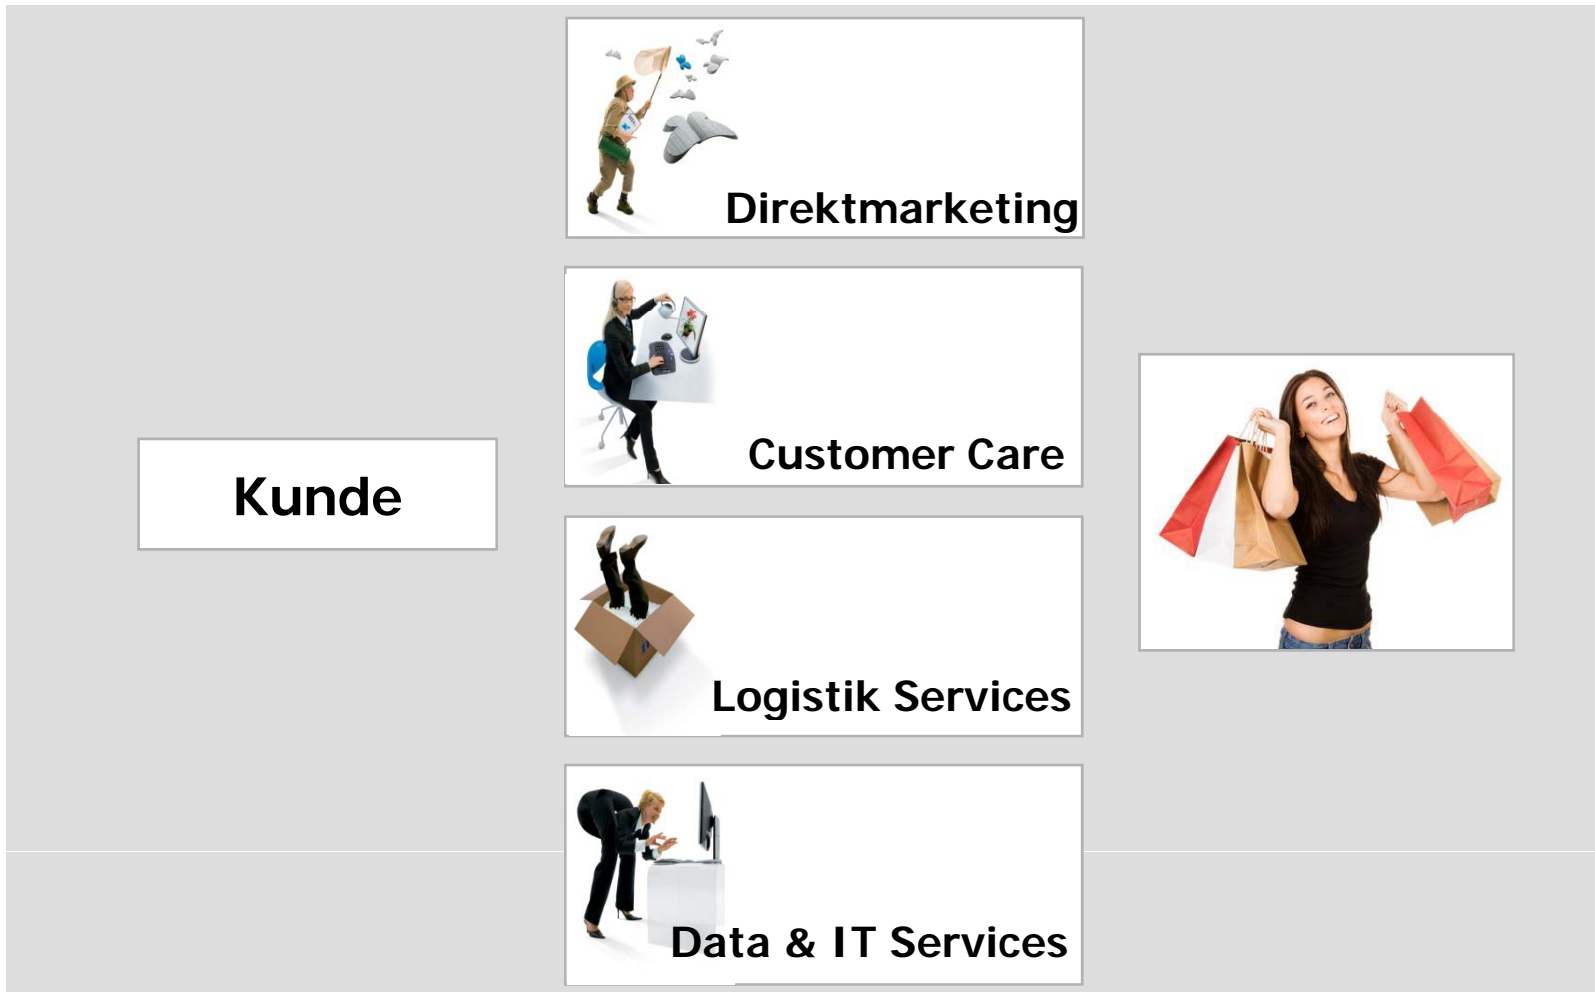 Direktmarketing
Customer Care
Kunde
Logistik Services
Data & IT Services